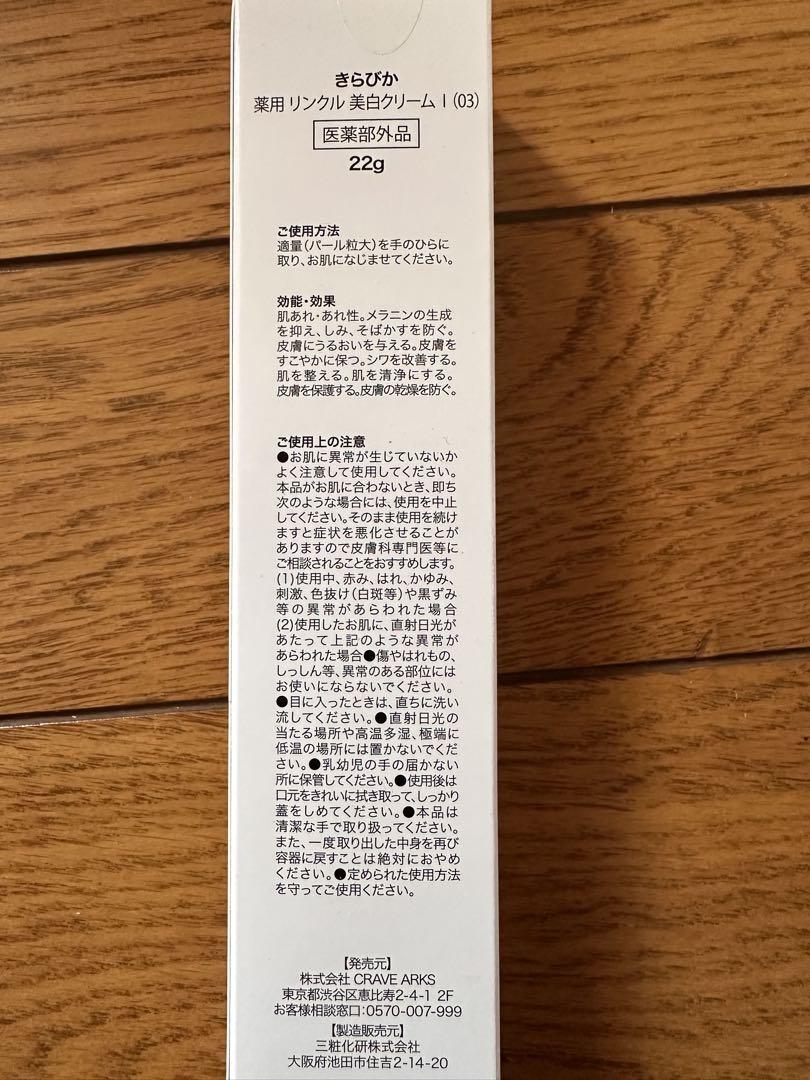 きらびか
薬用 リンクル 美白クリーム I (03)
医薬部外品
22g
ご使用方法
適量(パール粒大)を手のひらに
取り、お肌になじませてください。
効能・効果
肌あれ・あれ性。メラニンの生成
を抑え、しみ、そばかすを防ぐ。
皮膚にうるおいを与える。皮膚を
すこやかに保つ。シワを改善する。
肌を整える。肌を清浄にする。
皮膚を保護する。皮膚の乾燥を防ぐ。
ご使用上の注意
●お肌に異常が生じていないか
よく注意して使用してください。
本品がお肌に合わないとき、即ち
次のような場合には、使用を中止
してください。そのまま使用を続け
ますと症状を悪化させることが
ありますので皮膚科専門医等に
ご相談されることをおすすめします。
(1)使用中、赤み、はれ、かゆみ、
刺激、色抜け(白斑等)や黒ずみ
等の異常があらわれた場合
(2)使用したお肌に、直射日光が
あたって上記のような異常が
あらわれた場合●傷やはれもの、
しっしん等、異常のある部位には
お使いにならないでください。
●目に入ったときは、直ちに洗い
流してください。●直射日光の
当たる場所や高温多湿、極端に
低温の場所には置かないでくだ
さい。●乳幼児の手の届かない
所に保管してください。●使用後は
口元をきれいに拭き取って、しっかり
蓋をしめてください。●本品は
清潔な手で取り扱ってください。
また、一度取り出した中身を再び
容器に戻すことは絶対におやめ
ください。●定められた使用方法
を守ってご使用ください。
【発売元】
株式会社 CRAVE ARKS
東京都渋谷区恵比寿2-4-1 2F
お客様相談窓口:0570-007-999
【製造販売元】
三粧化研株式会社
大阪府池田市住吉2-14-20